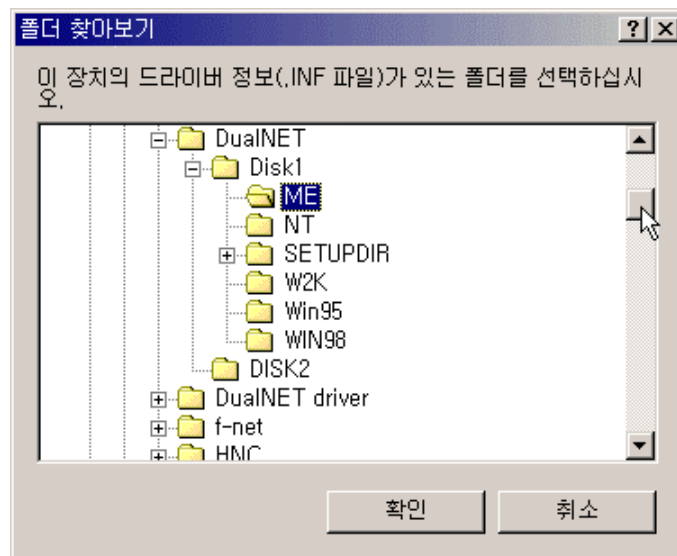 폴더 찾아보기
이 장치의 드라이버 정보(.INF 파일)가 있는 폴더를 선택하십시
오.
DualNET
Disk1
ME
NT
SETUPDIR
W2K
Win95
WIN98
DISK2
DualNET driver
f-net
HNC
확인
취소